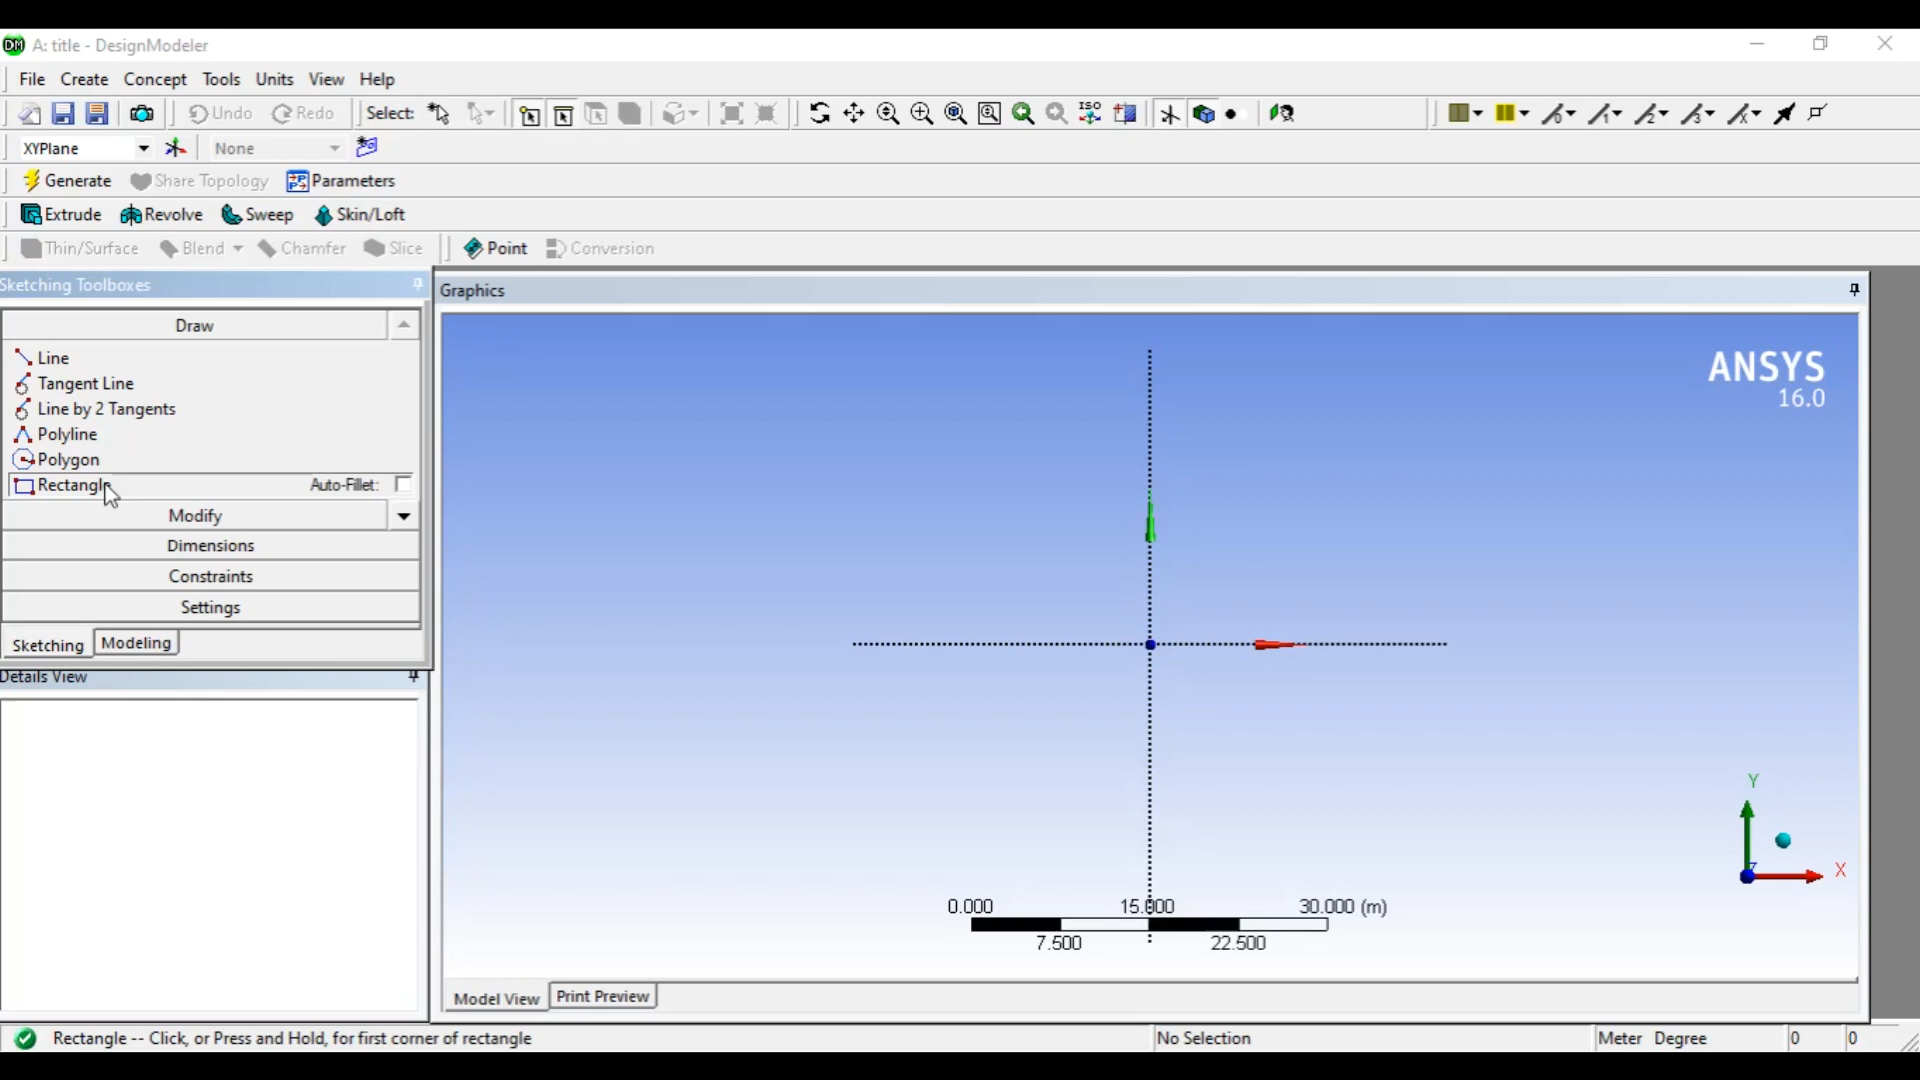 A: title - DesignModeler
File Create Concept Tools Units View Help
Undo Redo Select: ISO
XYPlane None
Generate Share Topology Parameters
Extrude Revolve Sweep Skin/Loft
Thin/Surface Blend Chamfer Slice Point Conversion
Sketching Toolboxes
Graphics
Draw
Line
Tangent Line
Line by 2 Tangents
Polyline
Polygon
Rectangle Auto-Fillet:
Modify
Dimensions
Constraints
Settings
Sketching Modeling
Details View
ANSYS
16.0
Y
Z
X
0.000 15.000 30.000 (m)
7.500 22.500
Model View Print Preview
Rectangle -- Click, or Press and Hold, for first corner of rectangle No Selection Meter Degree 0 0